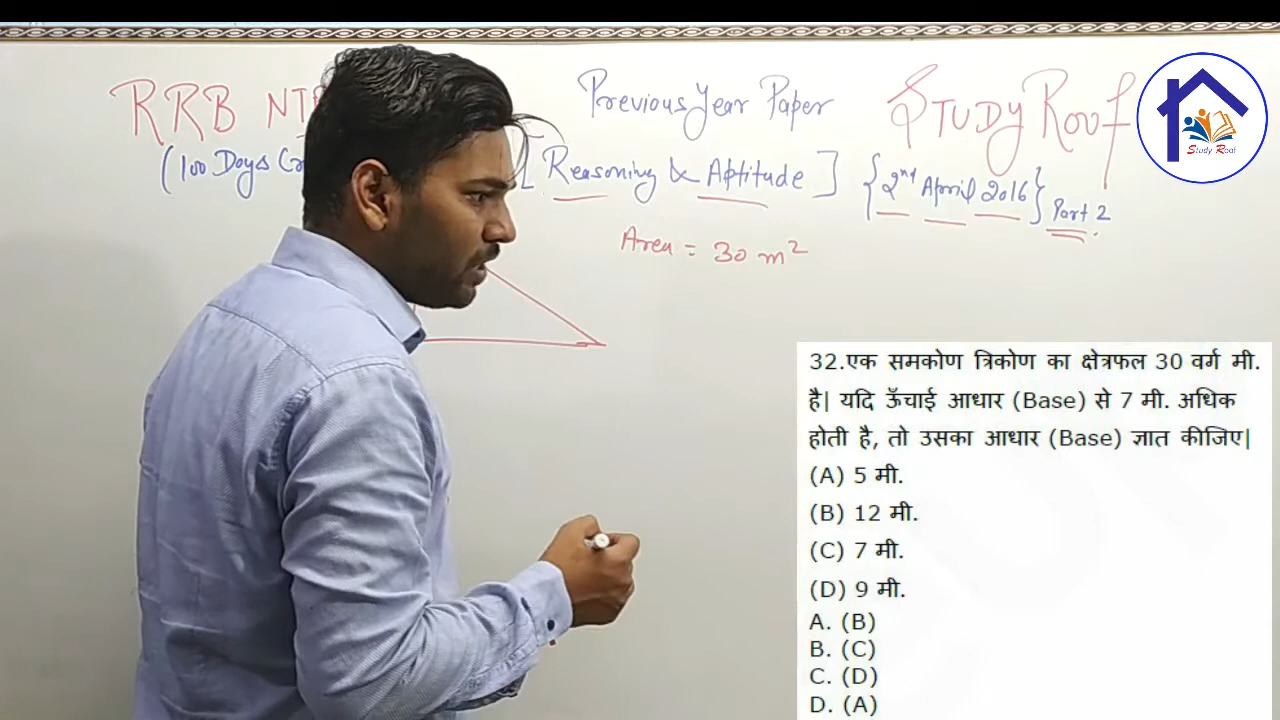 RRB
Previous Year Paper
STUDY ROOF
(100 Days
[ Reasoning & Aptitude ]
{ 2nd April 2016 } Part 2
Study Roof
Area = 30 m²
32.एक समकोण त्रिकोण का क्षेत्रफल 30 वर्ग मी.
है| यदि ऊँचाई आधार (Base) से 7 मी. अधिक
होती है, तो उसका आधार (Base) ज्ञात कीजिए|
(A) 5 मी.
(B) 12 मी.
(C) 7 मी.
(D) 9 मी.
A. (B)
B. (C)
C. (D)
D. (A)